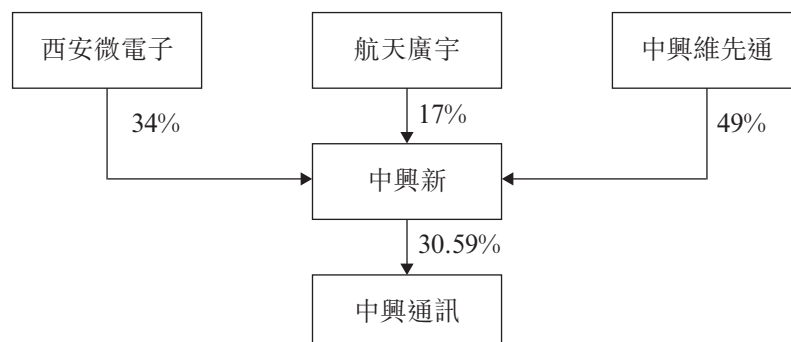 西安微電子
航天廣宇
中興維先通
34%
17%
49%
中興新
30.59%
中興通訊